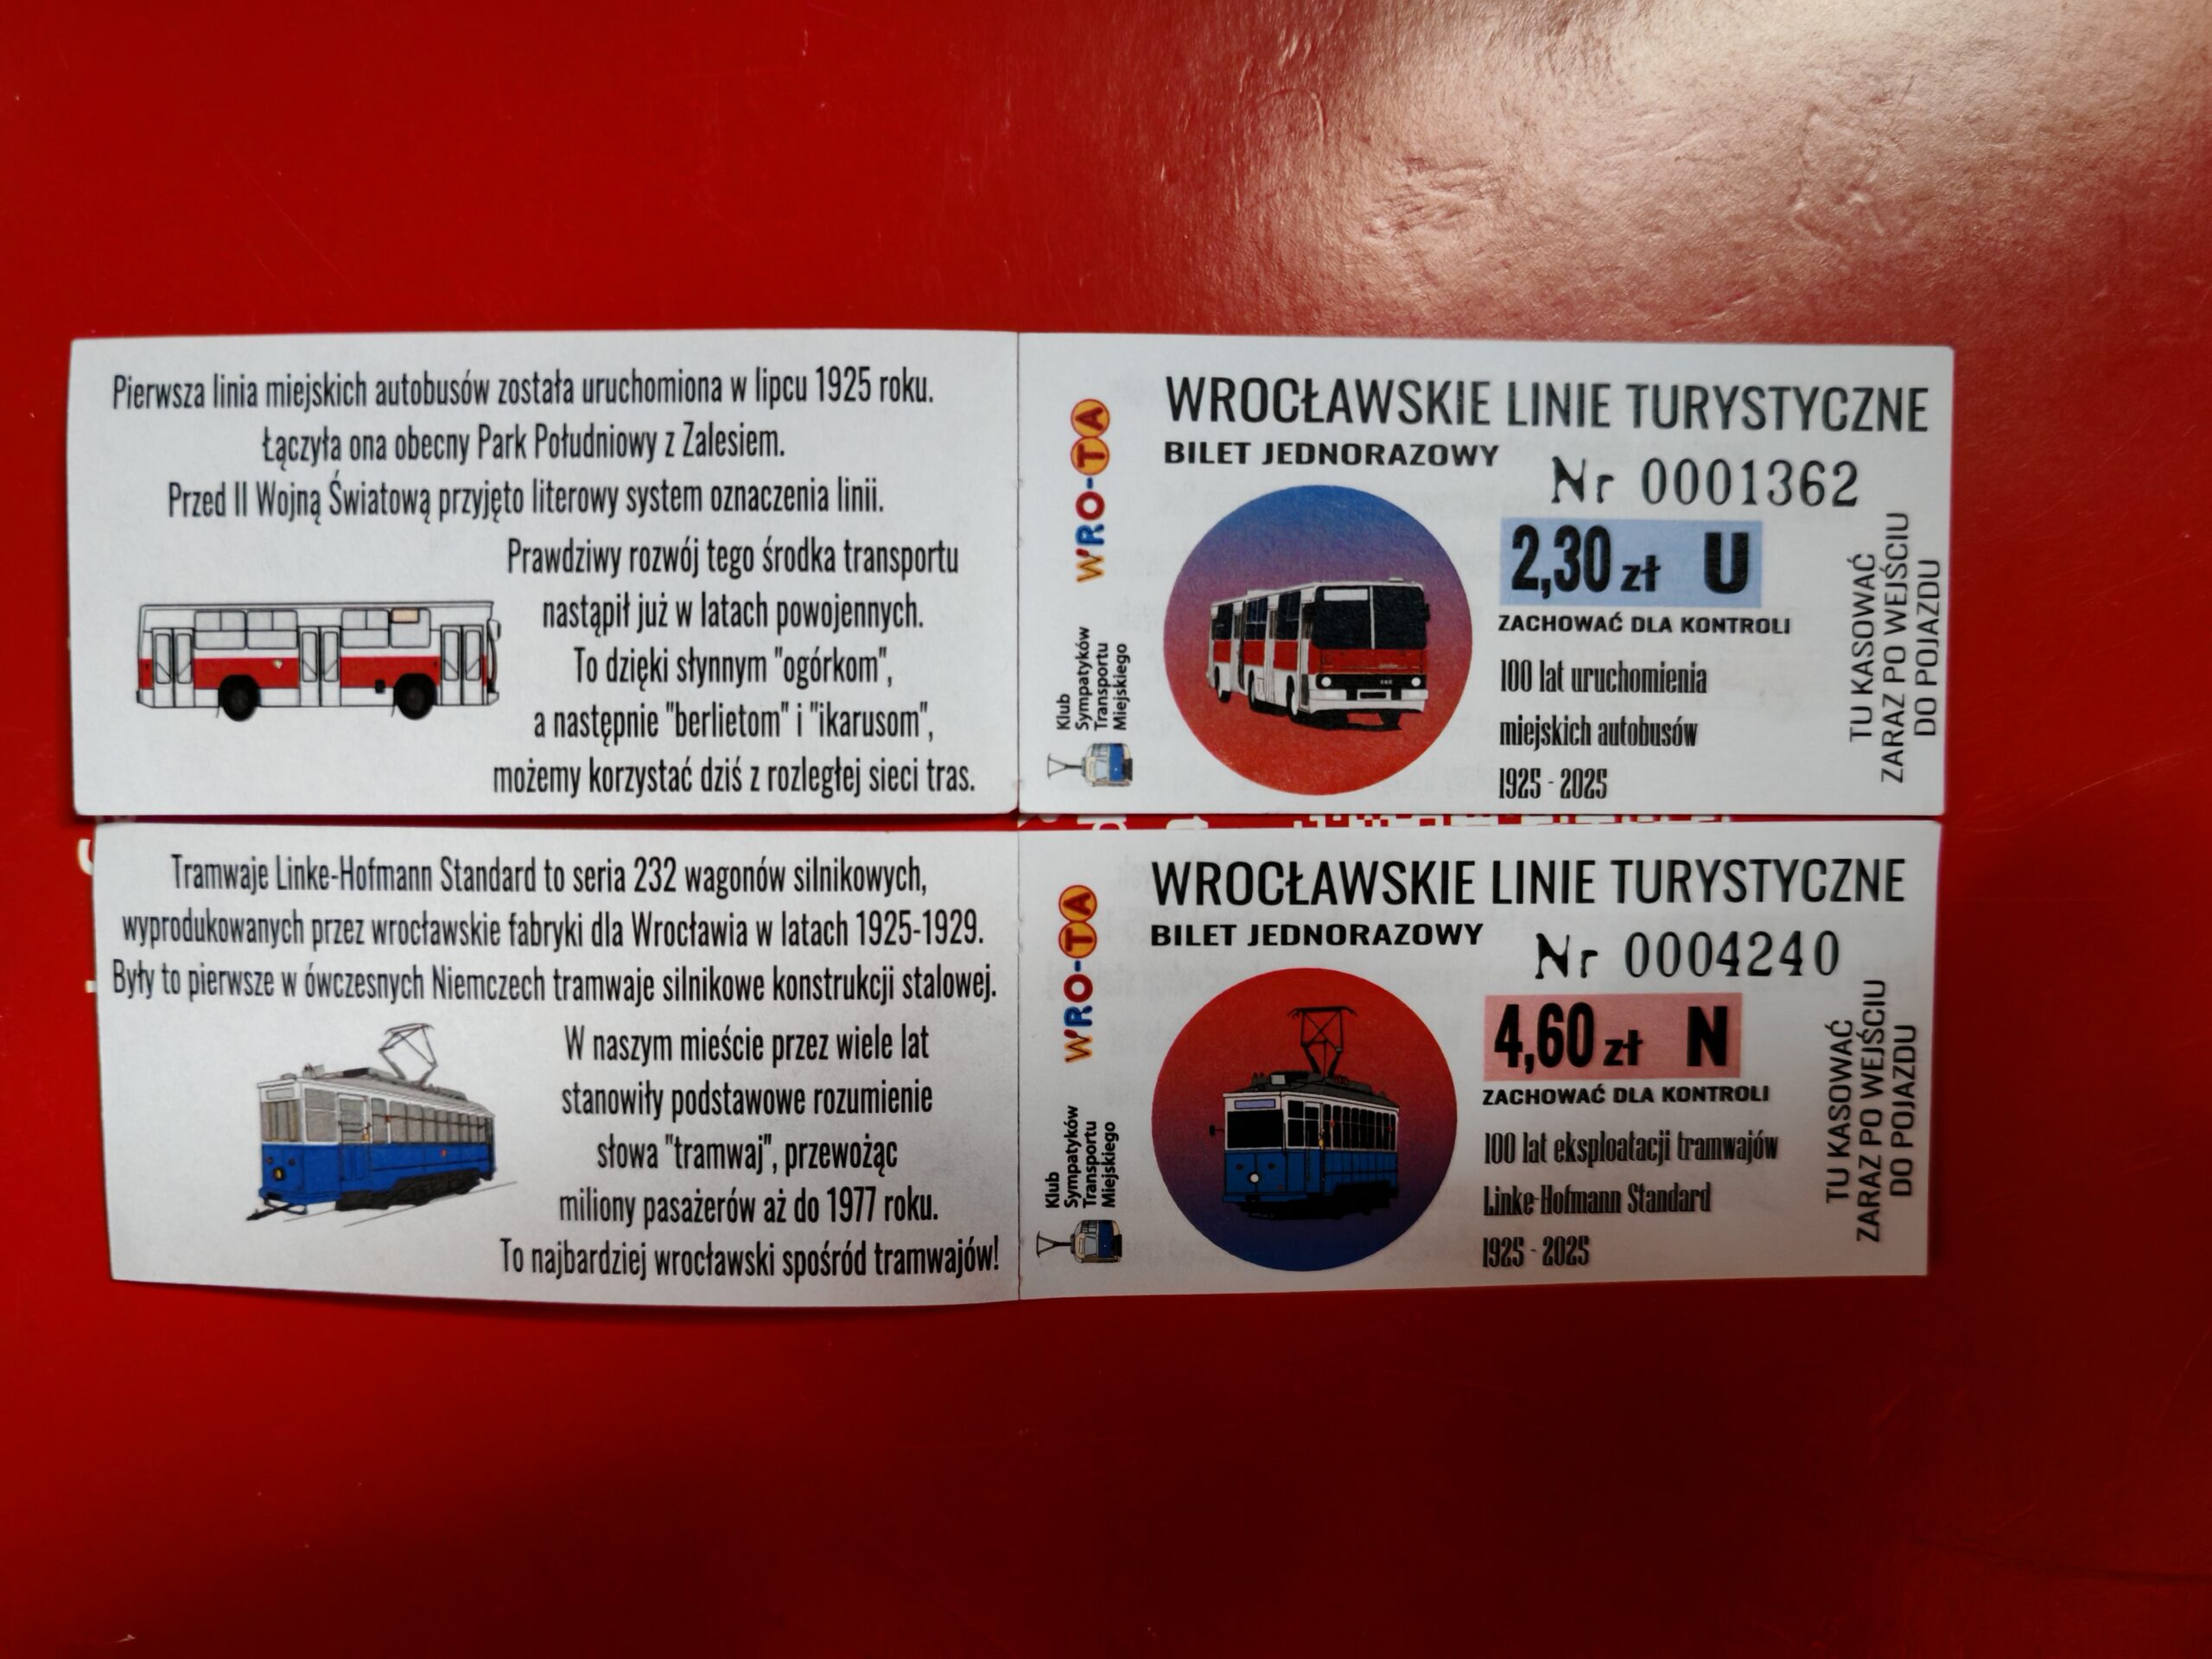 Pierwsza linia miejskich autobusów została uruchomiona w lipcu 1925 roku.
Łączyła ona obecny Park Południowy z Zalesiem.
Przed II Wojną Światową przyjęto literowy system oznaczenia linii.
Prawdziwy rozwój tego środka transportu
nastąpił już w latach powojennych.
To dzięki słynnym "ogórkom",
a następnie "berlietom" i "ikarusom",
możemy korzystać dziś z rozległej sieci tras.
WRO-TA
Klub
Sympatyków
Transportu
Miejskiego
WROCŁAWSKIE LINIE TURYSTYCZNE
BILET JEDNORAZOWY
Nr 0001362
2,30 zł U
ZACHOWAĆ DLA KONTROLI
100 lat uruchomienia
miejskich autobusów
1925 - 2025
TU KASOWAĆ
ZARAZ PO WEJŚCIU
DO POJAZDU
Tramwaje Linke-Hofmann Standard to seria 232 wagonów silnikowych,
wyprodukowanych przez wrocławskie fabryki dla Wrocławia w latach 1925-1929.
Były to pierwsze w ówczesnych Niemczech tramwaje silnikowe konstrukcji stalowej.
W naszym mieście przez wiele lat
stanowiły podstawowe rozumienie
słowa "tramwaj", przewożąc
miliony pasażerów aż do 1977 roku.
To najbardziej wrocławski spośród tramwajów!
WRO-TA
Klub
Sympatyków
Transportu
Miejskiego
WROCŁAWSKIE LINIE TURYSTYCZNE
BILET JEDNORAZOWY
Nr 0004240
4,60 zł N
ZACHOWAĆ DLA KONTROLI
100 lat eksploatacji tramwajów
Linke-Hofmann Standard
1925 - 2025
TU KASOWAĆ
ZARAZ PO WEJŚCIU
DO POJAZDU